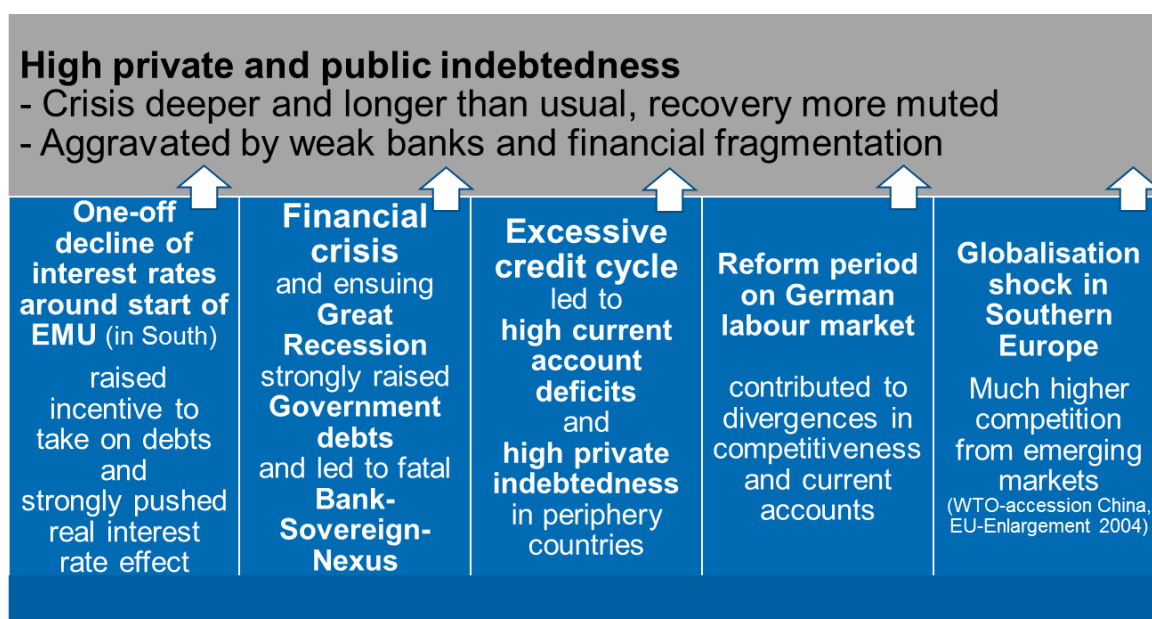 High private and public indebtedness
- Crisis deeper and longer than usual, recovery more muted
- Aggravated by weak banks and financial fragmentation
One-off
decline of
interest rates
around start of
EMU (in South)
raised
incentive to
take on debts
and
strongly pushed
real interest
rate effect
Financial
crisis
and ensuing
Great
Recession
strongly raised
Government
debts
and led to fatal
Bank-
Sovereign-
Nexus
Excessive
credit cycle
led to
high current
account
deficits
and
high private
indebtedness
in periphery
countries
Reform period
on German
labour market
contributed to
divergences in
competitiveness
and current
accounts
Globalisation
shock in
Southern
Europe
Much higher
competition
from emerging
markets
(WTO-accession China,
EU-Enlargement 2004)